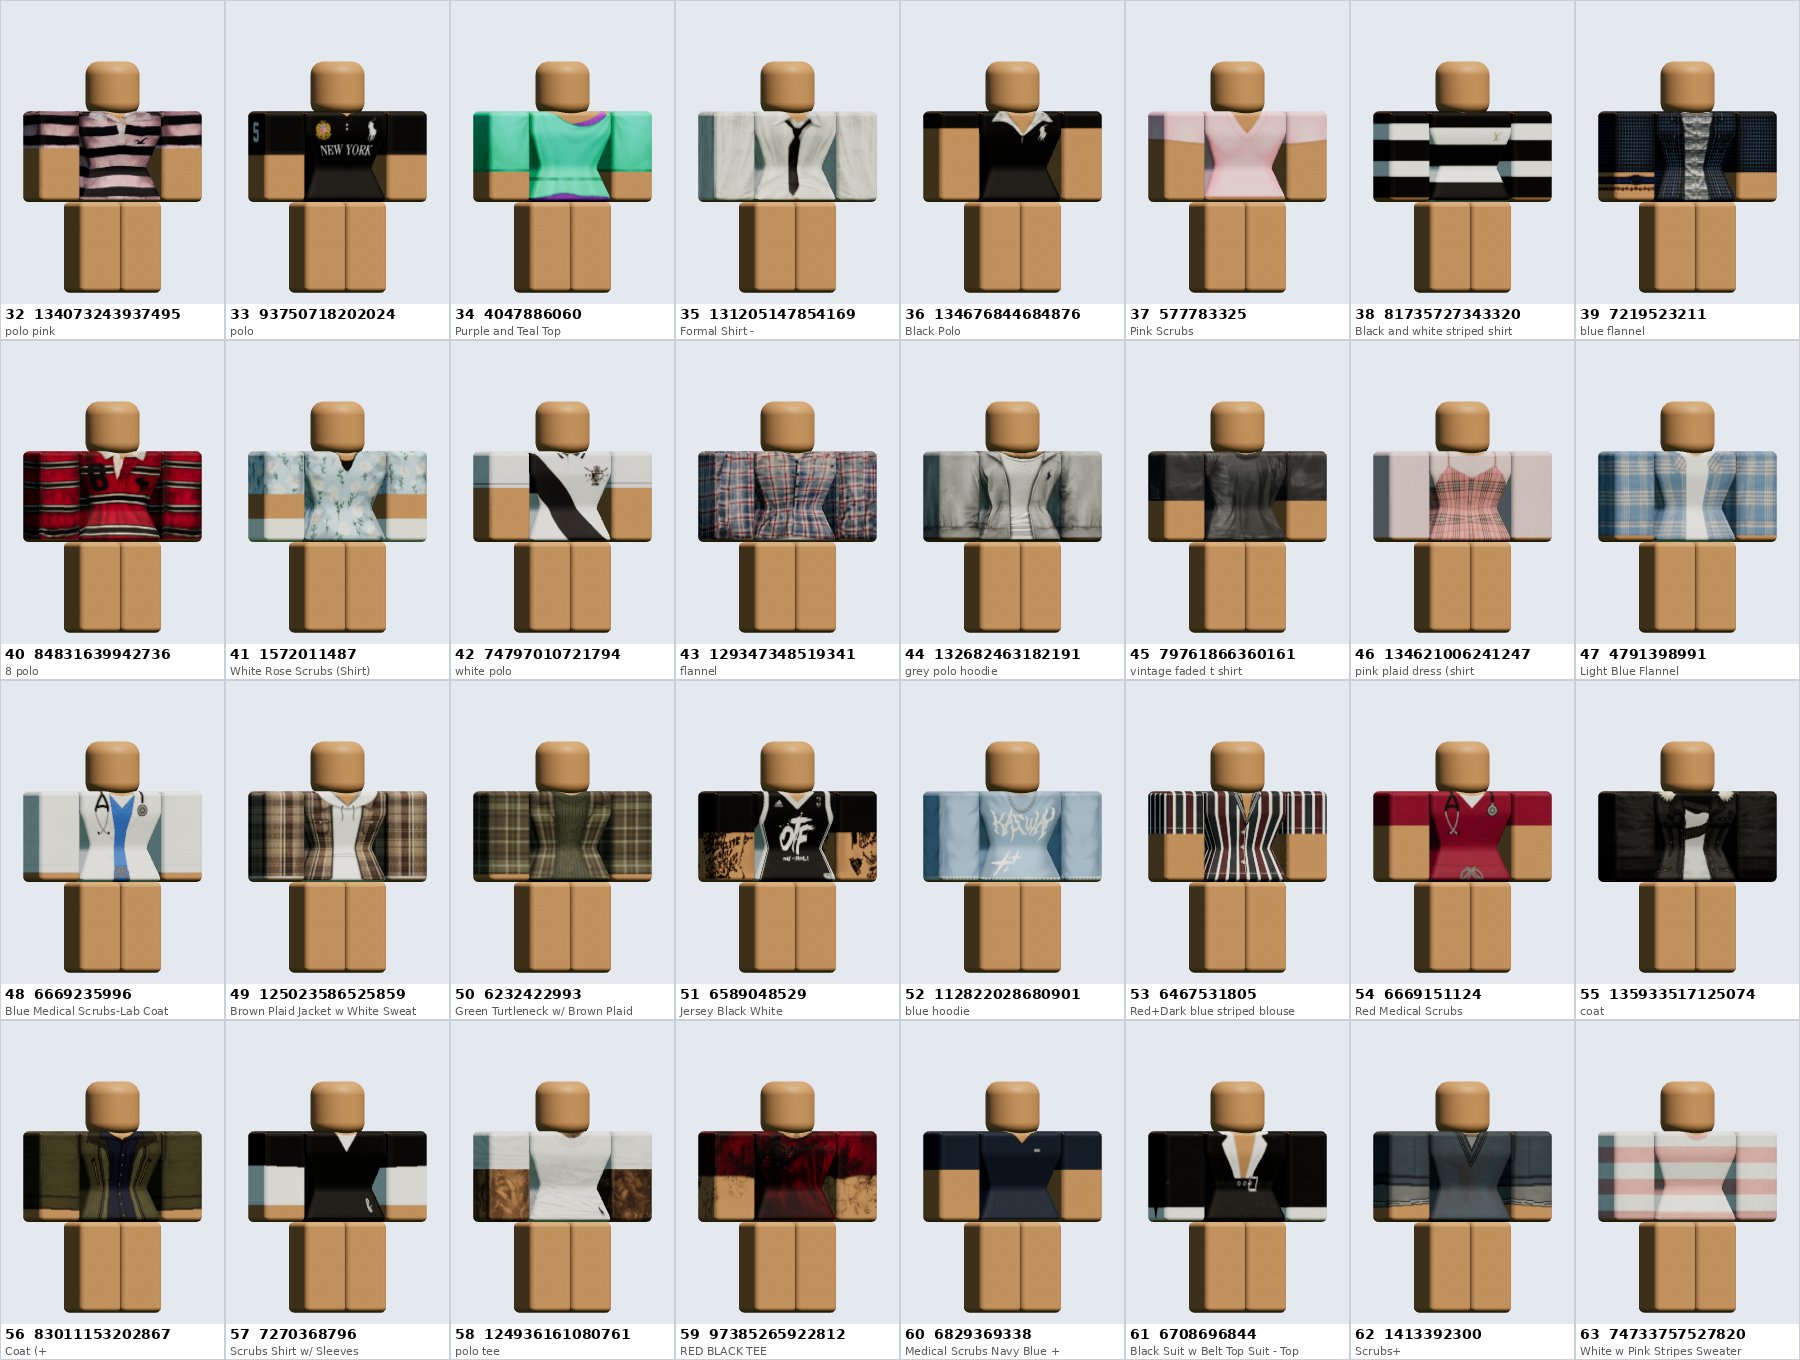 5
NEW YORK
32 134073243937495
polo pink
33 93750718202024
polo
34 4047886060
Purple and Teal Top
35 131205147854169
Formal Shirt -
36 134676844684876
Black Polo
37 577783325
Pink Scrubs
38 81735727343320
Black and white striped shirt
39 7219523211
blue flannel
8
40 84831639942736
8 polo
41 1572011487
White Rose Scrubs (Shirt)
42 74797010721794
white polo
43 129347348519341
flannel
44 132682463182191
grey polo hoodie
45 79761866360161
vintage faded t shirt
46 134621006241247
pink plaid dress (shirt
47 4791398991
Light Blue Flannel
OTF
48 6669235996
Blue Medical Scrubs-Lab Coat
49 125023586525859
Brown Plaid Jacket w White Sweat
50 6232422993
Green Turtleneck w/ Brown Plaid
51 6589048529
Jersey Black White
52 112822028680901
blue hoodie
53 6467531805
Red+Dark blue striped blouse
54 6669151124
Red Medical Scrubs
55 135933517125074
coat
56 83011153202867
Coat (+
57 7270368796
Scrubs Shirt w/ Sleeves
58 124936161080761
polo tee
59 97385265922812
RED BLACK TEE
60 6829369338
Medical Scrubs Navy Blue +
61 6708696844
Black Suit w Belt Top Suit - Top
62 1413392300
Scrubs+
63 74733757527820
White w Pink Stripes Sweater